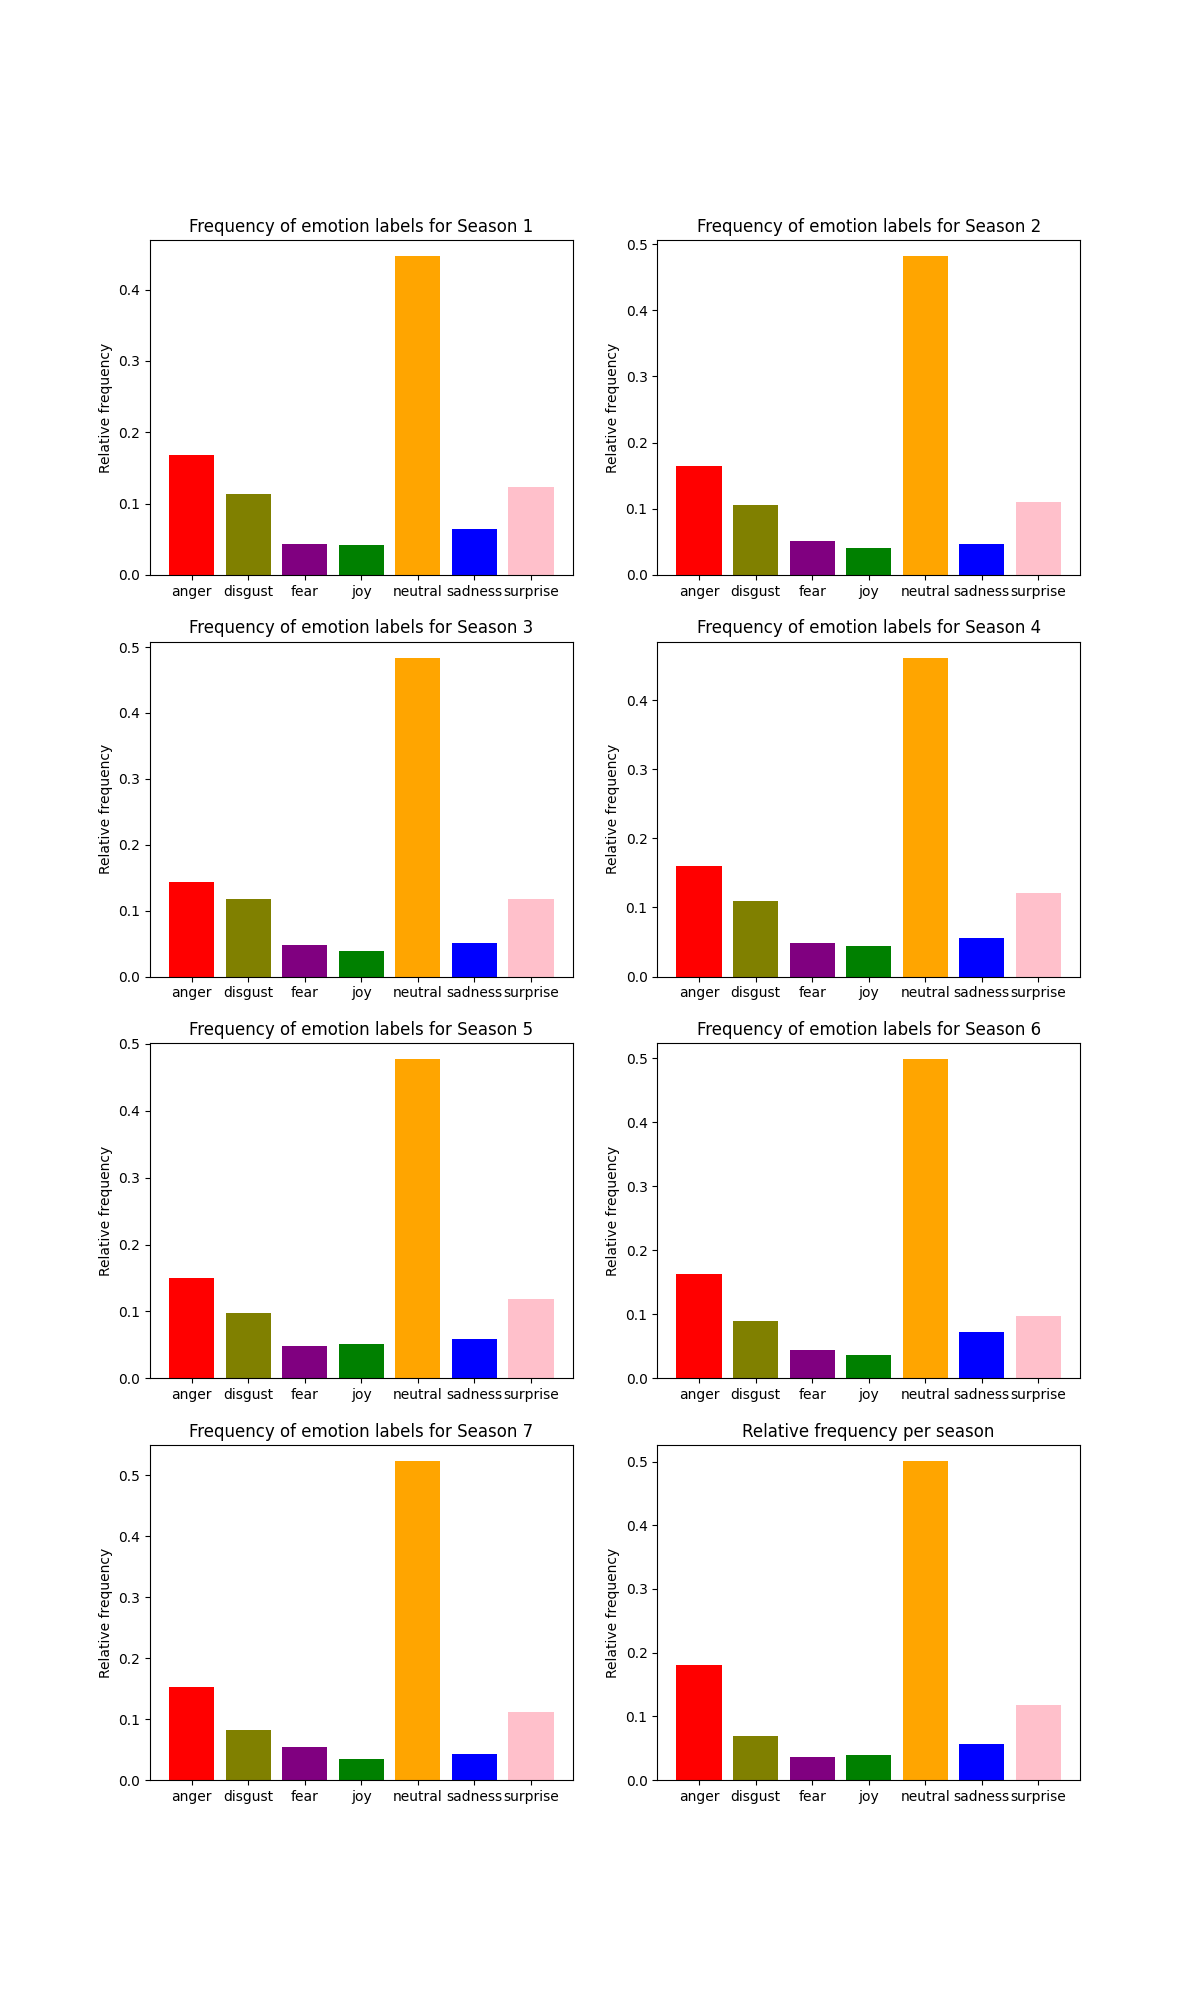 Frequency of emotion labels for Season 1
Relative frequency
0.4
0.3
0.2
0.1
0.0
anger disgust fear joy neutral sadness surprise
Frequency of emotion labels for Season 2
Relative frequency
0.5
0.4
0.3
0.2
0.1
0.0
anger disgust fear joy neutral sadness surprise
Frequency of emotion labels for Season 3
Relative frequency
0.5
0.4
0.3
0.2
0.1
0.0
anger disgust fear joy neutral sadness surprise
Frequency of emotion labels for Season 4
Relative frequency
0.4
0.3
0.2
0.1
0.0
anger disgust fear joy neutral sadness surprise
Frequency of emotion labels for Season 5
Relative frequency
0.5
0.4
0.3
0.2
0.1
0.0
anger disgust fear joy neutral sadness surprise
Frequency of emotion labels for Season 6
Relative frequency
0.5
0.4
0.3
0.2
0.1
0.0
anger disgust fear joy neutral sadness surprise
Frequency of emotion labels for Season 7
Relative frequency
0.5
0.4
0.3
0.2
0.1
0.0
anger disgust fear joy neutral sadness surprise
Relative frequency per season
Relative frequency
0.5
0.4
0.3
0.2
0.1
0.0
anger disgust fear joy neutral sadness surprise